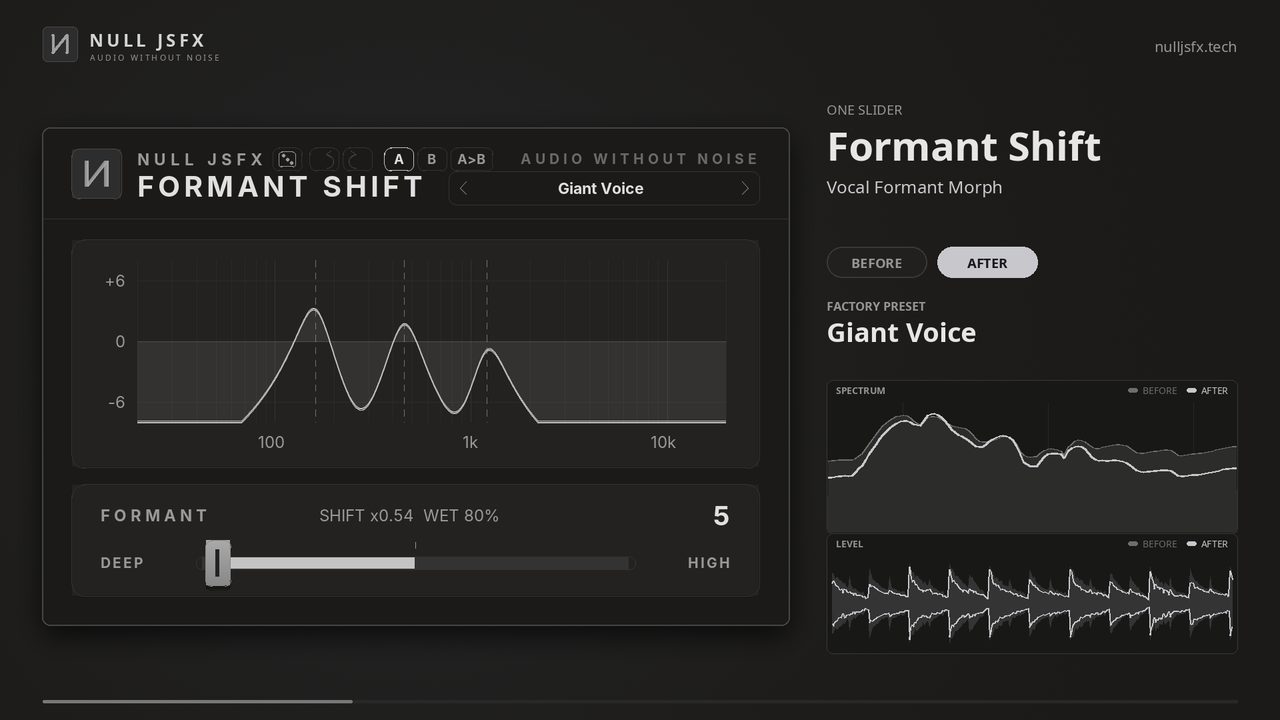 NULL JSFX
AUDIO WITHOUT NOISE
nulljsfx.tech
NULL JSFX
A
B
A>B
AUDIO WITHOUT NOISE
FORMANT SHIFT
Giant Voice
+6
0
-6
100
1k
10k
FORMANT
SHIFT x0.54 WET 80%
5
DEEP
HIGH
ONE SLIDER
Formant Shift
Vocal Formant Morph
BEFORE
AFTER
FACTORY PRESET
Giant Voice
SPECTRUM
BEFORE
AFTER
LEVEL
BEFORE
AFTER